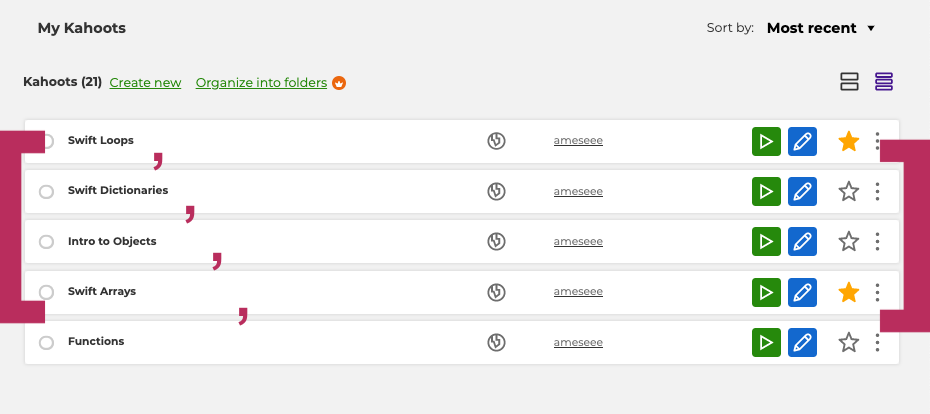 My Kahoots
Sort by: Most recent
Kahoots (21) Create new Organize into folders
[
Swift Loops ameseee
,
Swift Dictionaries ameseee
,
Intro to Objects ameseee
,
Swift Arrays ameseee
,
]
Functions ameseee